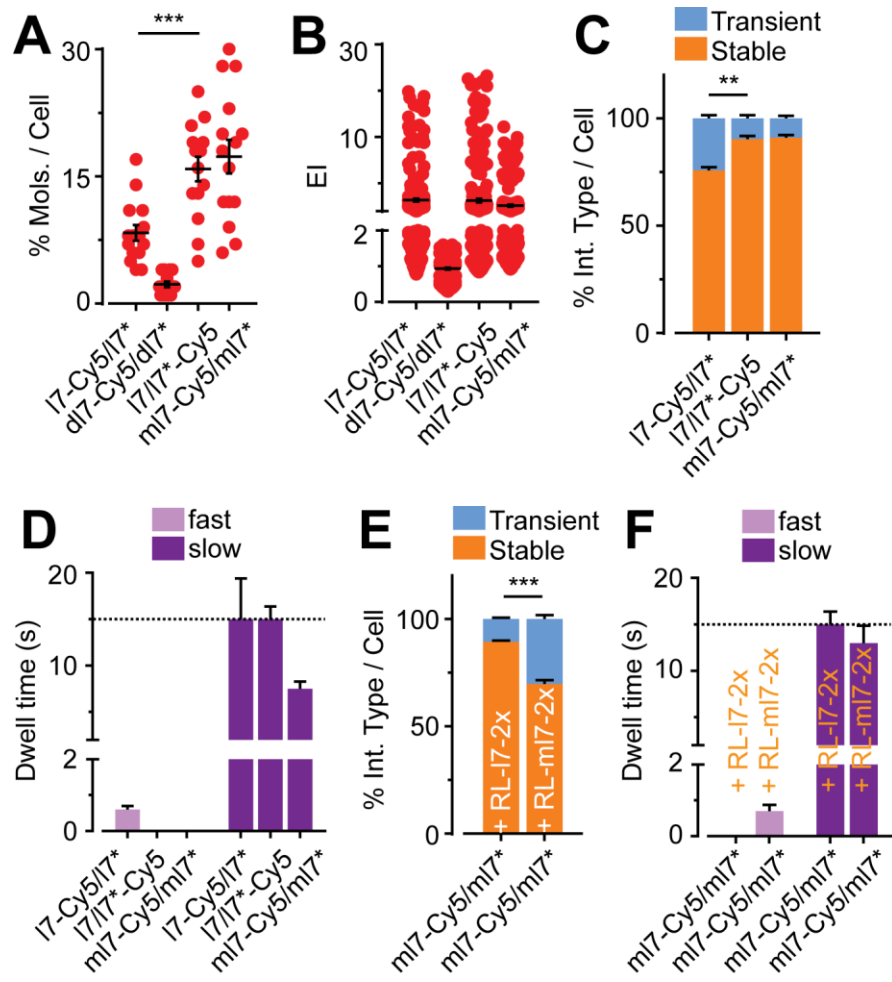 A
***
30
15
0
% Mols. / Cell
l7-Cy5/l7*
dl7-Cy5/dl7*
l7/l7*-Cy5
ml7-Cy5/ml7*
B
30
10
2
1
0
EI
l7-Cy5/l7*
dl7-Cy5/dl7*
l7/l7*-Cy5
ml7-Cy5/ml7*
C
Transient
Stable
**
100
50
0
% Int. Type / Cell
l7-Cy5/l7*
l7/l7*-Cy5
ml7-Cy5/ml7*
D
fast
slow
20
10
2
0
Dwell time (s)
l7-Cy5/l7*
l7/l7*-Cy5
ml7-Cy5/ml7*
l7-Cy5/l7*
l7/l7*-Cy5
ml7-Cy5/ml7*
E
Transient
Stable
***
100
50
0
% Int. Type / Cell
+ RL-l7-2x
+ RL-ml7-2x
ml7-Cy5/ml7*
ml7-Cy5/ml7*
F
fast
slow
20
10
2
0
Dwell time (s)
+ RL-l7-2x
+ RL-ml7-2x
+ RL-l7-2x
+ RL-ml7-2x
ml7-Cy5/ml7*
ml7-Cy5/ml7*
ml7-Cy5/ml7*
ml7-Cy5/ml7*